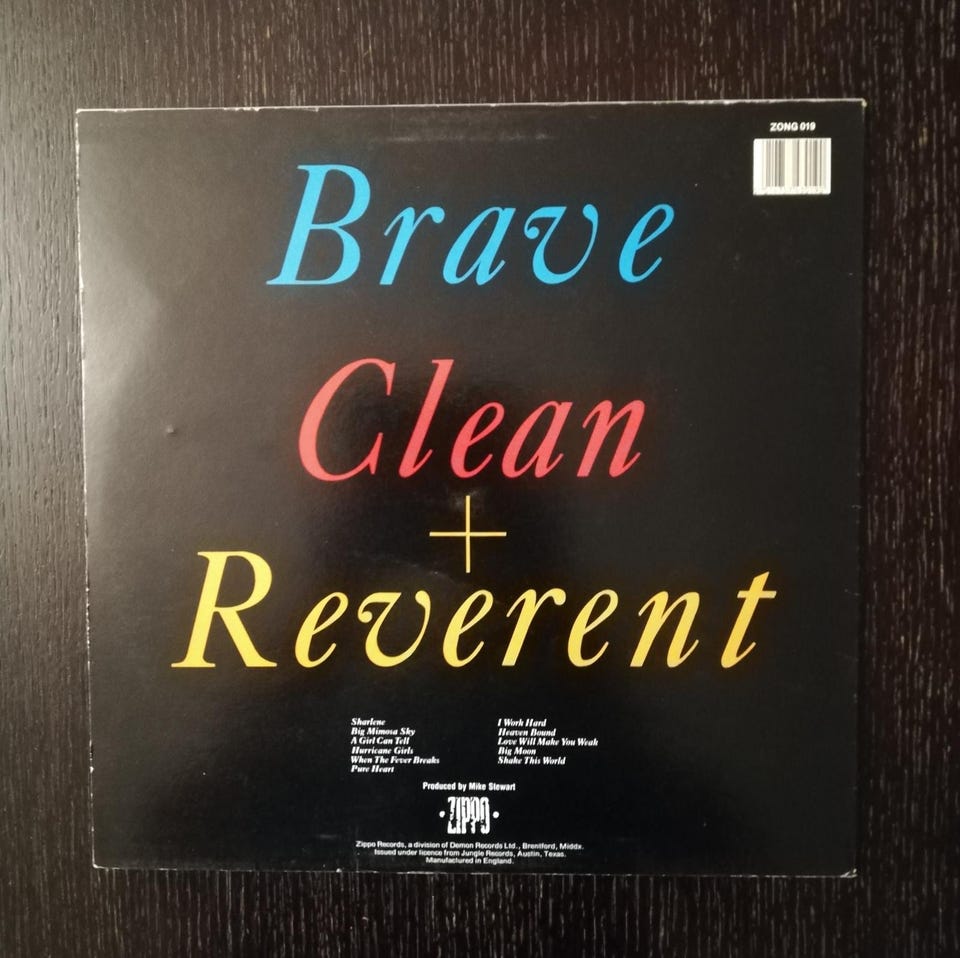 ZONG 019
Brave
Clean
+
Reverent
Sharlene
Big Mimosa Sky
A Girl Can Tell
Hurricane Girls
When The Fever Breaks
Pure Heart
I Work Hard
Heaven Bound
Love Will Make You Weak
Big Moon
Shake This World
Produced by Mike Stewart
·ZIPPO·
Zippo Records, a division of Demon Records Ltd., Brentford, Middx.
Issued under licence from Jungle Records, Austin, Texas.
Manufactured in England.